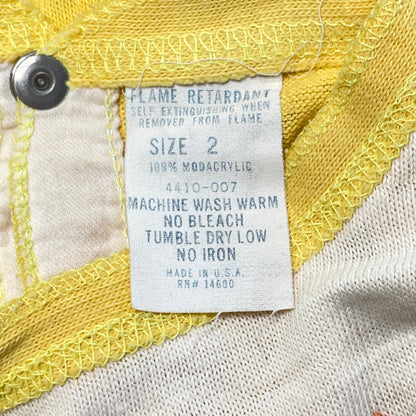 FLAME RETARDANT
SELF EXTINGUISHING WHEN
REMOVED FROM FLAME
SIZE 2
100% MODACRYLIC
4410-007
MACHINE WASH WARM
NO BLEACH
TUMBLE DRY LOW
NO IRON
MADE IN U.S.A.
RN# 14600